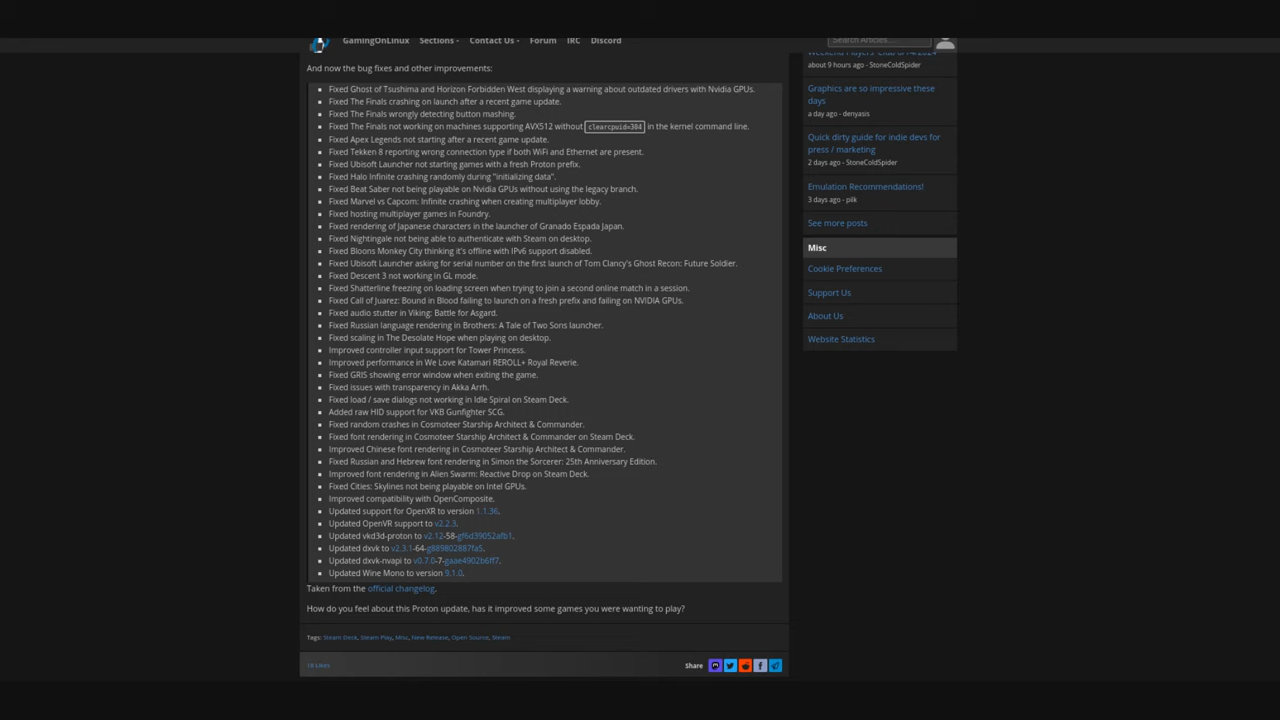 GamingOnLinux Sections Contact Us Forum IRC Discord Search Articles...
And now the bug fixes and other improvements:
Fixed Ghost of Tsushima and Horizon Forbidden West displaying a warning about outdated drivers with Nvidia GPUs.
Fixed The Finals crashing on launch after a recent game update.
Fixed The Finals wrongly detecting button mashing.
Fixed The Finals not working on machines supporting AVX512 without clearcpuid=304 in the kernel command line.
Fixed Apex Legends not starting after a recent game update.
Fixed Tekken 8 reporting wrong connection type if both WiFi and Ethernet are present.
Fixed Ubisoft Launcher not starting games with a fresh Proton prefix.
Fixed Halo Infinite crashing randomly during "initializing data".
Fixed Beat Saber not being playable on Nvidia GPUs without using the legacy branch.
Fixed Marvel vs Capcom: Infinite crashing when creating multiplayer lobby.
Fixed hosting multiplayer games in Foundry.
Fixed rendering of Japanese characters in the launcher of Granado Espada Japan.
Fixed Nightingale not being able to authenticate with Steam on desktop.
Fixed Bloons Monkey City thinking it's offline with IPv6 support disabled.
Fixed Ubisoft Launcher asking for serial number on the first launch of Tom Clancy's Ghost Recon: Future Soldier.
Fixed Descent 3 not working in GL mode.
Fixed Shatterline freezing on loading screen when trying to join a second online match in a session.
Fixed Call of Juarez: Bound in Blood failing to launch on a fresh prefix and failing on NVIDIA GPUs.
Fixed audio stutter in Viking: Battle for Asgard.
Fixed Russian language rendering in Brothers: A Tale of Two Sons launcher.
Fixed scaling in The Desolate Hope when playing on desktop.
Improved controller input support for Tower Princess.
Improved performance in We Love Katamari REROLL+ Royal Reverie.
Fixed GRIS showing error window when exiting the game.
Fixed issues with transparency in Akka Arrh.
Fixed load / save dialogs not working in Idle Spiral on Steam Deck.
Added raw HID support for VKB Gunfighter SCG.
Fixed random crashes in Cosmoteer Starship Architect & Commander.
Fixed font rendering in Cosmoteer Starship Architect & Commander on Steam Deck.
Improved Chinese font rendering in Cosmoteer Starship Architect & Commander.
Fixed Russian and Hebrew font rendering in Simon the Sorcerer: 25th Anniversary Edition.
Improved font rendering in Alien Swarm: Reactive Drop on Steam Deck.
Fixed Cities: Skylines not being playable on Intel GPUs.
Improved compatibility with OpenComposite.
Updated support for OpenXR to version 1.1.36.
Updated OpenVR support to v2.2.3.
Updated vkd3d-proton to v2.12-58-gf6d39052afb1.
Updated dxvk to v2.3.1-64-g889802887fa5.
Updated dxvk-nvapi to v0.7.0-7-gaae4902b6ff7.
Updated Wine Mono to version 9.1.0.
Taken from the official changelog.
How do you feel about this Proton update, has it improved some games you were wanting to play?
Tags: Steam Deck, Steam Play, Misc, New Release, Open Source, Steam
18 Likes
Share
about 9 hours ago - StoneColdSpider
Graphics are so impressive these
days
a day ago - denyasis
Quick dirty guide for indie devs for
press / marketing
2 days ago - StoneColdSpider
Emulation Recommendations!
3 days ago - pilk
See more posts
Misc
Cookie Preferences
Support Us
About Us
Website Statistics